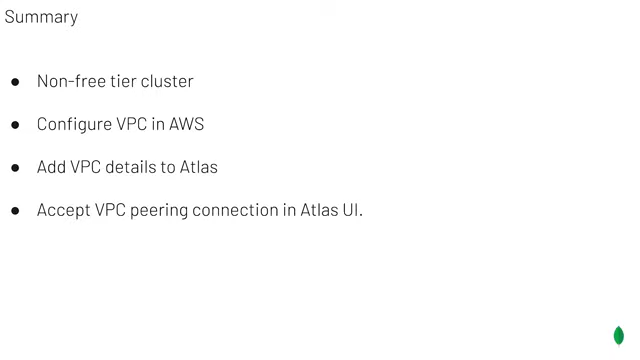 Summary
● Non-free tier cluster
● Configure VPC in AWS
● Add VPC details to Atlas
● Accept VPC peering connection in Atlas UI.